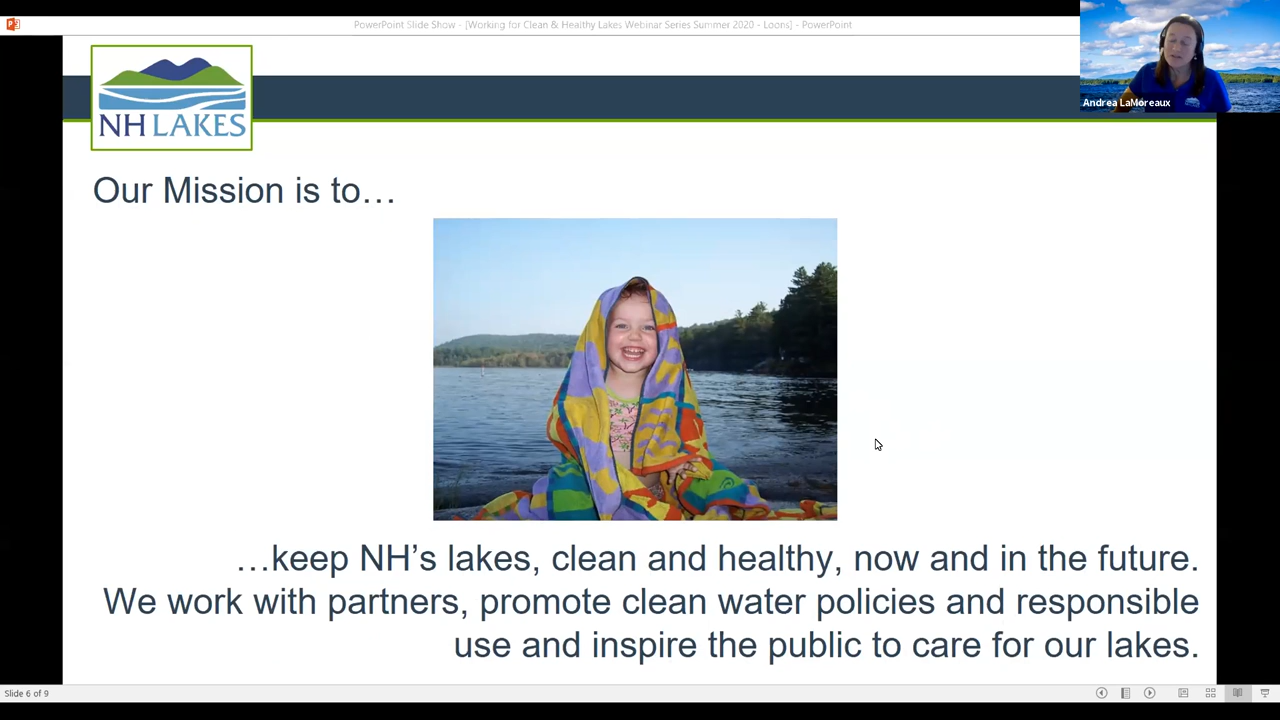 PowerPoint Slide Show - [Working for Clean & Healthy Lakes Webinar Series Summer 2020 - Loons] - PowerPoint
Andrea LaMoreaux
NH LAKES
Our Mission is to…
…keep NH’s lakes, clean and healthy, now and in the future.
We work with partners, promote clean water policies and responsible
use and inspire the public to care for our lakes.
Slide 6 of 9